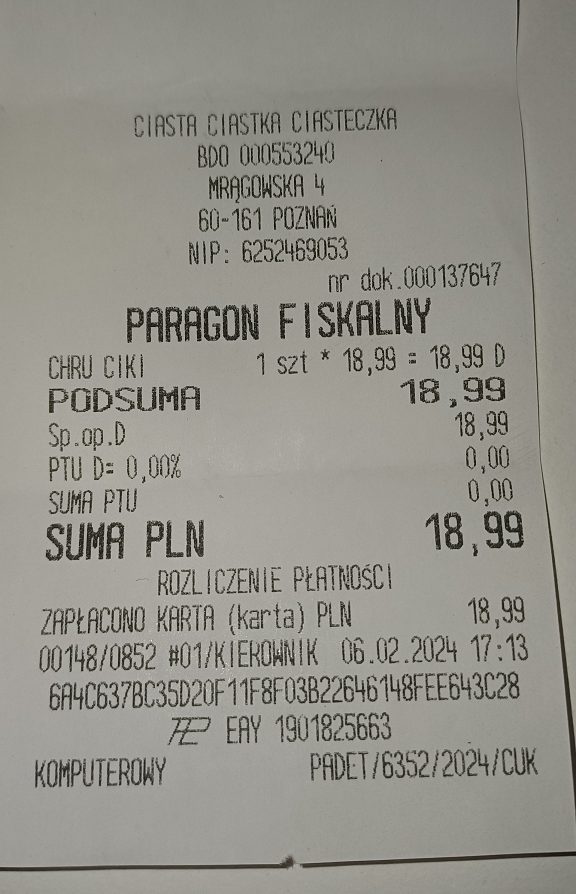 CIASTA CIASTKA CIASTECZKA
BDO 000553240
MRĄGOWSKA 4
60-161 POZNAŃ
NIP: 6252469053
nr dok.000137647
PARAGON FISKALNY
CHRU CIKI 1 szt * 18,99 = 18,99 D
PODSUMA 18,99
Sp.op.D 18,99
PTU D= 0,00% 0,00
SUMA PTU 0,00
SUMA PLN 18,99
ROZLICZENIE PŁATNOŚCI
ZAPŁACONO KARTA (karta) PLN 18,99
00148/0852 #01/KIEROWNIK 06.02.2024 17:13
6A4C637BC35D20F11F8F03B22646148FEE643C28
EAY 1901825663
KOMPUTEROWY PADET/6352/2024/CUK